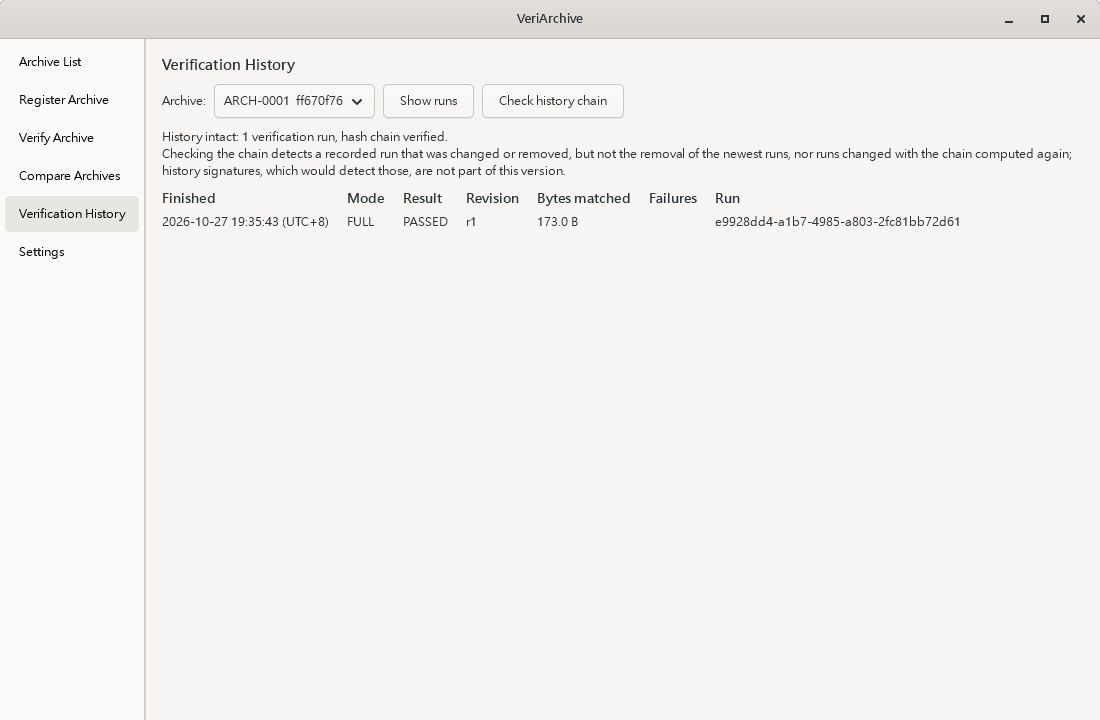 VeriArchive
Archive List
Register Archive
Verify Archive
Compare Archives
Verification History
Settings
Verification History
Archive: ARCH-0001 ff670f76 Show runs Check history chain
History intact: 1 verification run, hash chain verified.
Checking the chain detects a recorded run that was changed or removed, but not the removal of the newest runs, nor runs changed with the chain computed again;
history signatures, which would detect those, are not part of this version.
Finished Mode Result Revision Bytes matched Failures Run
2026-10-27 19:35:43 (UTC+8) FULL PASSED r1 173.0 B e9928dd4-a1b7-4985-a803-2fc81bb72d61